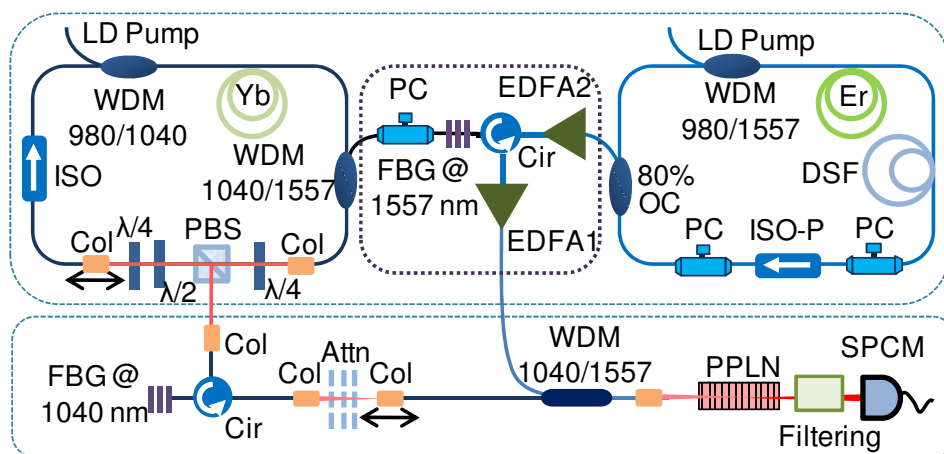 LD Pump
WDM
980/1040
Yb
WDM
1040/1557
ISO
Col
λ/4
λ/2
PBS
λ/4
Col
PC
EDFA2
FBG @
1557 nm
Cir
EDFA1
LD Pump
WDM
980/1557
Er
DSF
80%
OC
PC
ISO-P
PC
Col
FBG @
1040 nm
Cir
Col
Attn
Col
WDM
1040/1557
PPLN
SPCM
Filtering